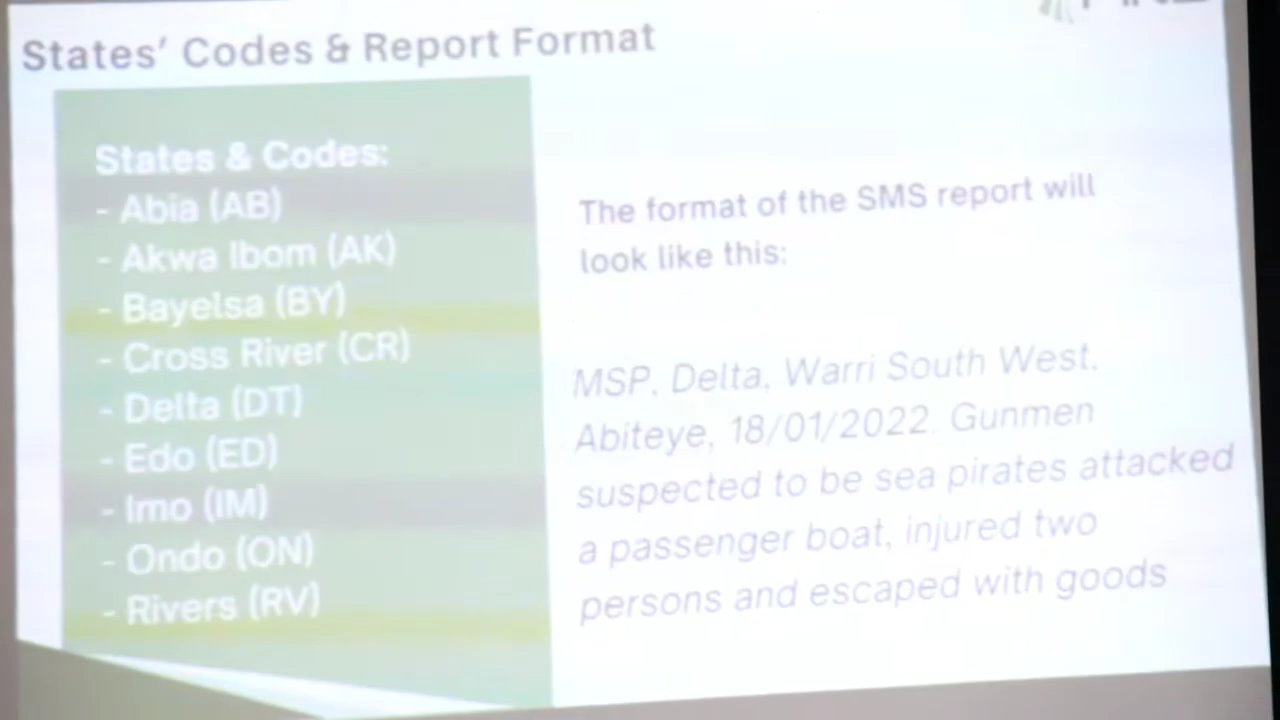 States' Codes & Report Format
States & Codes:
- Abia (AB)
- Akwa Ibom (AK)
- Bayelsa (BY)
- Cross River (CR)
- Delta (DT)
- Edo (ED)
- Imo (IM)
- Ondo (ON)
- Rivers (RV)
The format of the SMS report will
look like this:
MSP, Delta, Warri South West,
Abiteye, 18/01/2022. Gunmen
suspected to be sea pirates attacked
a passenger boat, injured two
persons and escaped with goods